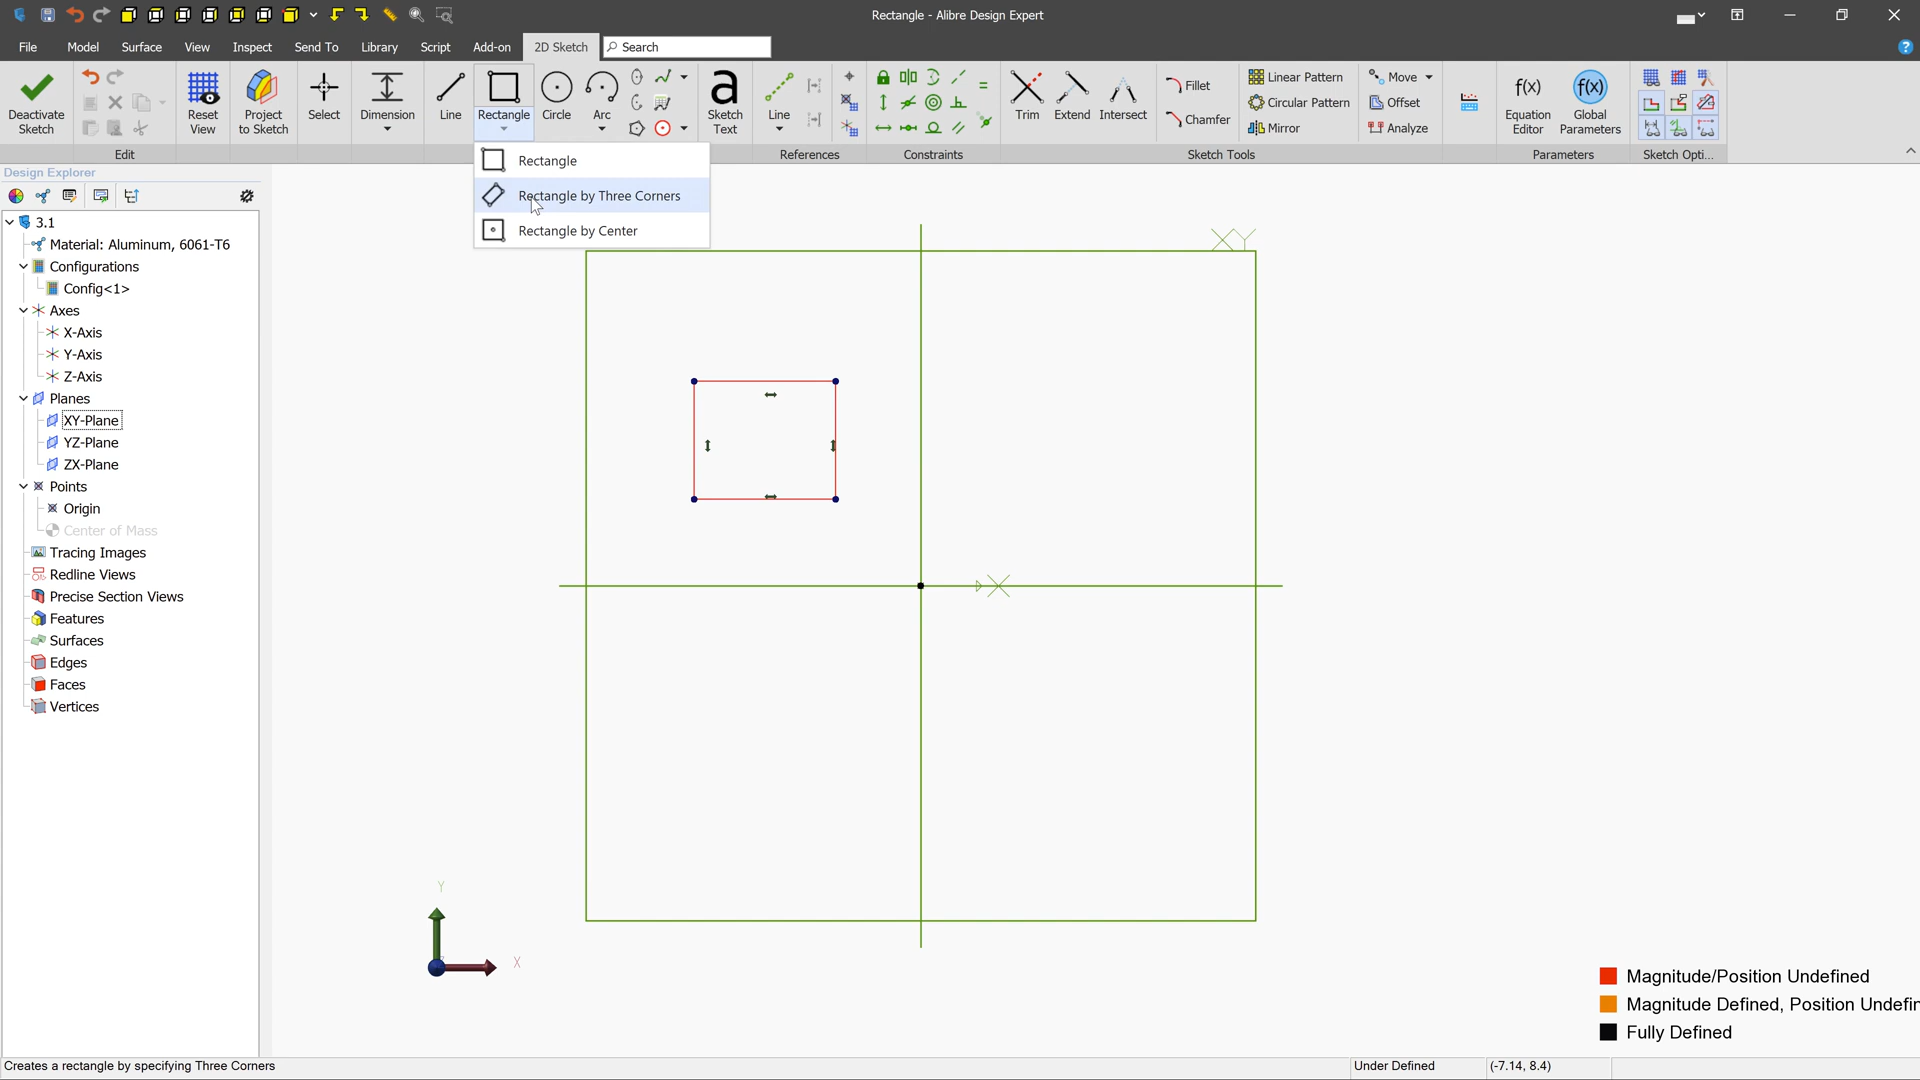 Rectangle - Alibre Design Expert
File
Model
Surface
View
Inspect
Send To
Library
Script
Add-on
2D Sketch
Search
Deactivate
Sketch
Reset
View
Project
to Sketch
Select
Dimension
Line
Rectangle
Circle
Arc
a
Sketch
Text
Line
Trim
Extend
Intersect
Fillet
Chamfer
Linear Pattern
Circular Pattern
Mirror
Move
Offset
Analyze
f(x)
Equation
Editor
f(x)
Global
Parameters
Edit
References
Constraints
Sketch Tools
Parameters
Sketch Opti...
Rectangle
Rectangle by Three Corners
Rectangle by Center
Design Explorer
3.1
Material: Aluminum, 6061-T6
Configurations
Config<1>
Axes
X-Axis
Y-Axis
Z-Axis
Planes
XY-Plane
YZ-Plane
ZX-Plane
Points
Origin
Center of Mass
Tracing Images
Redline Views
Precise Section Views
Features
Surfaces
Edges
Faces
Vertices
XY
X
Y
X
Magnitude/Position Undefined
Magnitude Defined, Position Undefin
Fully Defined
Creates a rectangle by specifying Three Corners
Under Defined
(-7.14, 8.4)